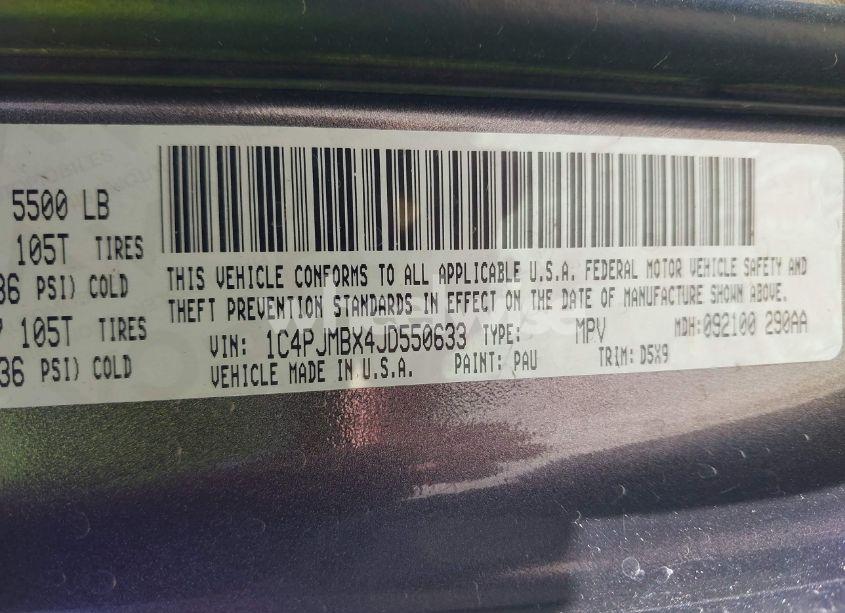 5500 LB
105T TIRES
36 PSI) COLD
105T TIRES
36 PSI) COLD
THIS VEHICLE CONFORMS TO ALL APPLICABLE U.S.A. FEDERAL MOTOR VEHICLE SAFETY AND
THEFT PREVENTION STANDARDS IN EFFECT ON THE DATE OF MANUFACTURE SHOWN ABOVE.
VIN: 1C4PJMBX4JD550633 TYPE: MPV MDH:092100 290AA
VEHICLE MADE IN U.S.A. PAINT: PAU TRIM: D5X9